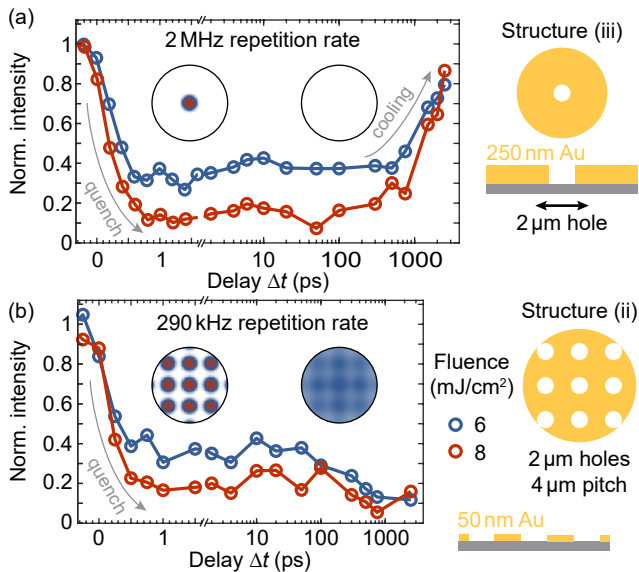 (a)
2 MHz repetition rate
Norm. intensity
1
0.8
0.6
0.4
0.2
0
quench
cooling
0
1
10
100
1000
Delay Δt (ps)
Structure (iii)
250 nm Au
2 μm hole
(b)
290 kHz repetition rate
Norm. intensity
1
0.8
0.6
0.4
0.2
0
quench
0
1
10
100
1000
Delay Δt (ps)
Fluence
(mJ/cm²)
6
8
Structure (ii)
2 μm holes
4 μm pitch
50 nm Au